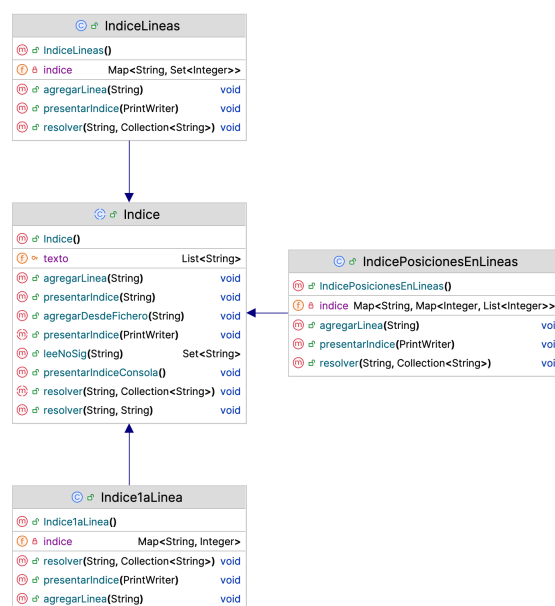 IndiceLineas
IndiceLineas()
indice Map<String, Set<Integer>>
agregarLinea(String) void
presentarIndice(PrintWriter) void
resolver(String, Collection<String>) void
Indice
Indice()
texto List<String>
agregarLinea(String) void
presentarIndice(String) void
agregarDesdeFichero(String) void
presentarIndice(PrintWriter) void
leeNoSig(String) Set<String>
presentarIndiceConsola() void
resolver(String, Collection<String>) void
resolver(String, String) void
IndicePosicionesEnLineas
IndicePosicionesEnLineas()
indice Map<String, Map<Integer, List<Integer>>>
agregarLinea(String) voi
presentarIndice(PrintWriter) voi
resolver(String, Collection<String>) voi
Indice1aLinea
Indice1aLinea()
indice Map<String, Integer>
resolver(String, Collection<String>) void
presentarIndice(PrintWriter) void
agregarLinea(String) void